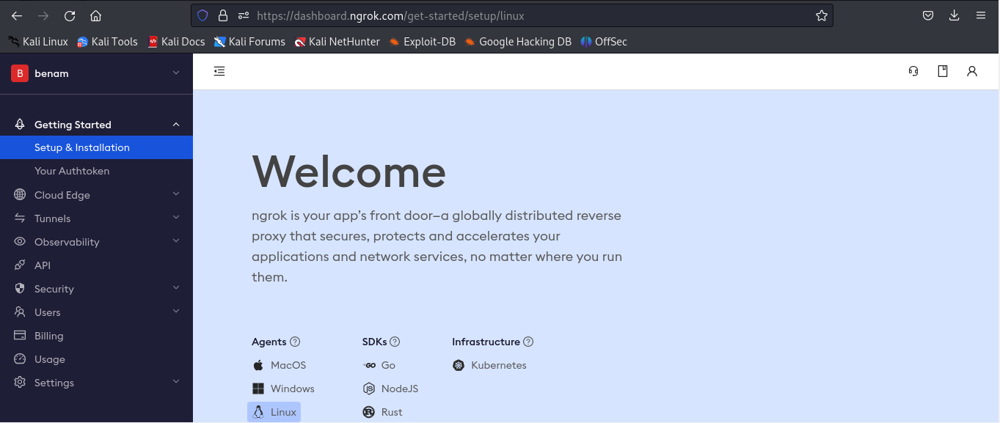 https://dashboard.ngrok.com/get-started/setup/linux
Kali Linux Kali Tools Kali Docs Kali Forums Kali NetHunter Exploit-DB Google Hacking DB OffSec
B benam
Getting Started
Setup & Installation
Your Authtoken
Cloud Edge
Tunnels
Observability
API
Security
Users
Billing
Usage
Settings
Welcome
ngrok is your app’s front door—a globally distributed reverse
proxy that secures, protects and accelerates your
applications and network services, no matter where you run
them.
Agents
MacOS
Windows
Linux
SDKs
Go
NodeJS
Rust
Infrastructure
Kubernetes